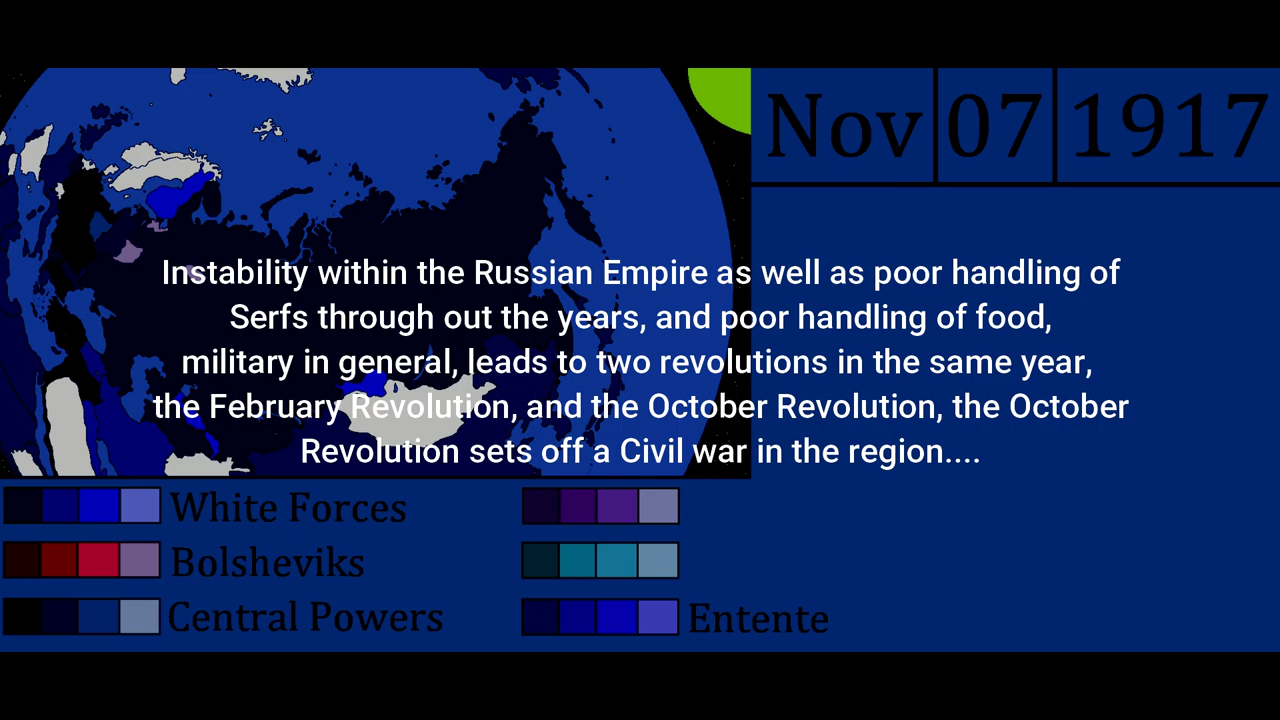 Nov 07 1917
Instability within the Russian Empire as well as poor handling of
Serfs through out the years, and poor handling of food,
military in general, leads to two revolutions in the same year,
the February Revolution, and the October Revolution, the October
Revolution sets off a Civil war in the region....
White Forces
Bolsheviks
Central Powers
Entente